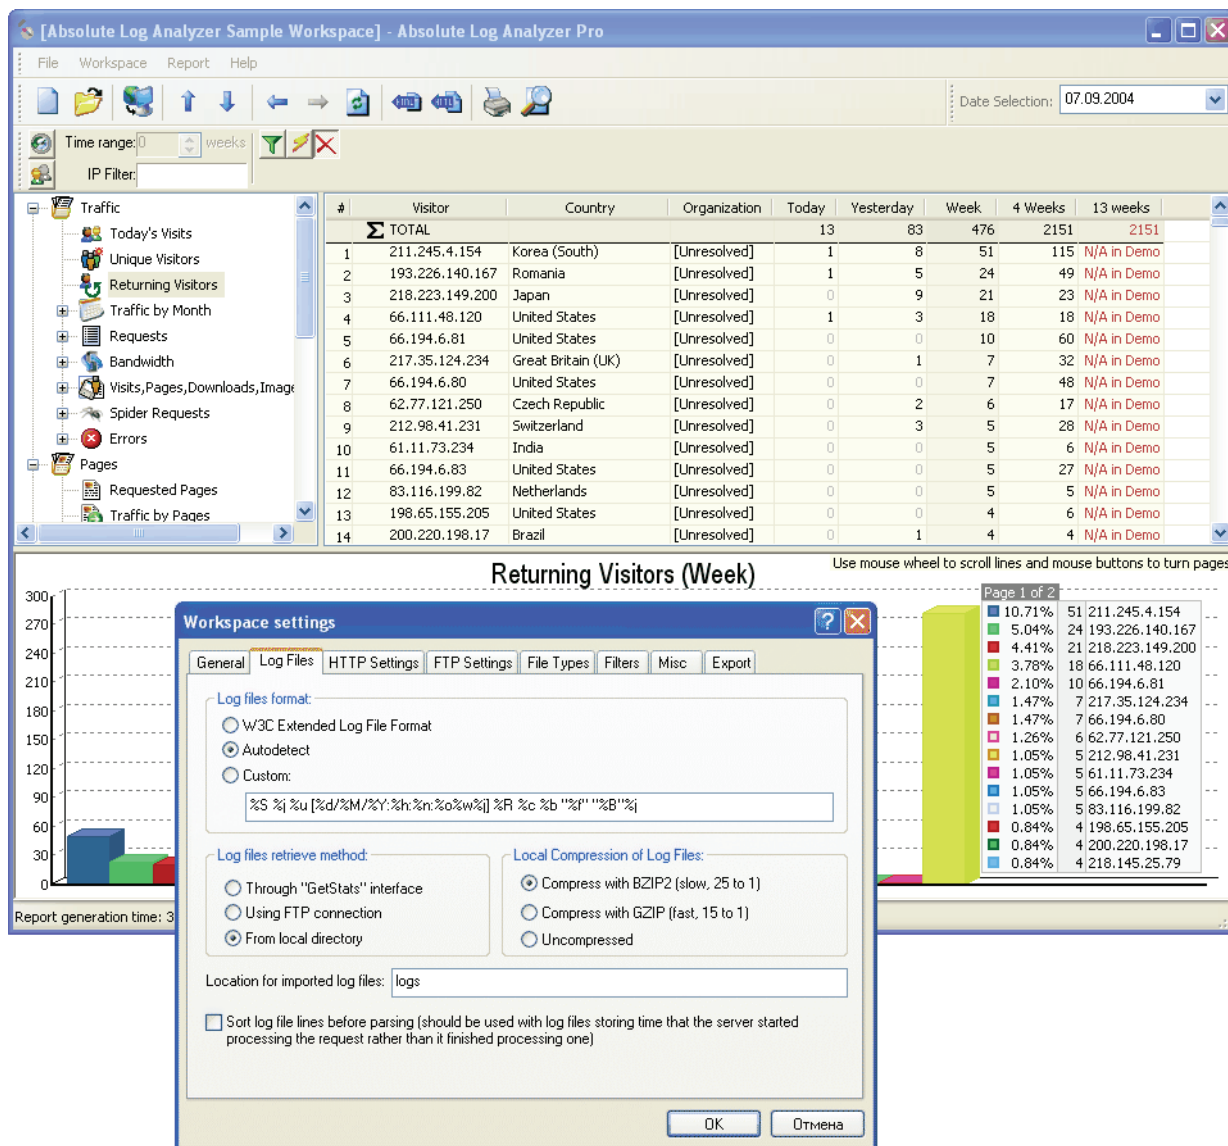 [Absolute Log Analyzer Sample Workspace] - Absolute Log Analyzer Pro
File Workspace Report Help
Date Selection: 07.09.2004
Time range: 0 weeks
IP Filter:
Traffic
Today's Visits
Unique Visitors
Returning Visitors
Traffic by Month
Requests
Bandwidth
Visits,Pages,Downloads,Image
Spider Requests
Errors
Pages
Requested Pages
Traffic by Pages
# Visitor Country Organization Today Yesterday Week 4 Weeks 13 weeks
Σ TOTAL 13 83 476 2151 2151
1 211.245.4.154 Korea (South) [Unresolved] 1 8 51 115 N/A in Demo
2 193.226.140.167 Romania [Unresolved] 1 5 24 49 N/A in Demo
3 218.223.149.200 Japan [Unresolved] 0 9 21 23 N/A in Demo
4 66.111.48.120 United States [Unresolved] 1 3 18 18 N/A in Demo
5 66.194.6.81 United States [Unresolved] 0 0 10 60 N/A in Demo
6 217.35.124.234 Great Britain (UK) [Unresolved] 0 1 7 32 N/A in Demo
7 66.194.6.80 United States [Unresolved] 0 0 7 48 N/A in Demo
8 62.77.121.250 Czech Republic [Unresolved] 0 2 6 17 N/A in Demo
9 212.98.41.231 Switzerland [Unresolved] 0 3 5 28 N/A in Demo
10 61.11.73.234 India [Unresolved] 0 0 5 6 N/A in Demo
11 66.194.6.83 United States [Unresolved] 0 0 5 27 N/A in Demo
12 83.116.199.82 Netherlands [Unresolved] 0 0 5 5 N/A in Demo
13 198.65.155.205 United States [Unresolved] 0 0 4 6 N/A in Demo
14 200.220.198.17 Brazil [Unresolved] 0 1 4 4 N/A in Demo
Use mouse wheel to scroll lines and mouse buttons to turn pages
Returning Visitors (Week)
300
270
240
210
180
150
120
90
60
30
0
Page 1 of 2
10.71% 51 211.245.4.154
5.04% 24 193.226.140.167
4.41% 21 218.223.149.200
3.78% 18 66.111.48.120
2.10% 10 66.194.6.81
1.47% 7 217.35.124.234
1.47% 7 66.194.6.80
1.26% 6 62.77.121.250
1.05% 5 212.98.41.231
1.05% 5 61.11.73.234
1.05% 5 66.194.6.83
1.05% 5 83.116.199.82
0.84% 4 198.65.155.205
0.84% 4 200.220.198.17
0.84% 4 218.145.25.79
Report generation time: 3
Workspace settings
General Log Files HTTP Settings FTP Settings File Types Filters Misc Export
Log files format:
W3C Extended Log File Format
Autodetect
Custom:
%S %j %u [%d/%M/%Y:%h:%n:%o%w%j] %R %c %b "%f" "%B"%j
Log files retrieve method:
Through "GetStats" interface
Using FTP connection
From local directory
Local Compression of Log Files:
Compress with BZIP2 (slow, 25 to 1)
Compress with GZIP (fast, 15 to 1)
Uncompressed
Location for imported log files: logs
Sort log file lines before parsing (should be used with log files storing time that the server started
processing the request rather than it finished processing one)
OK Отмена